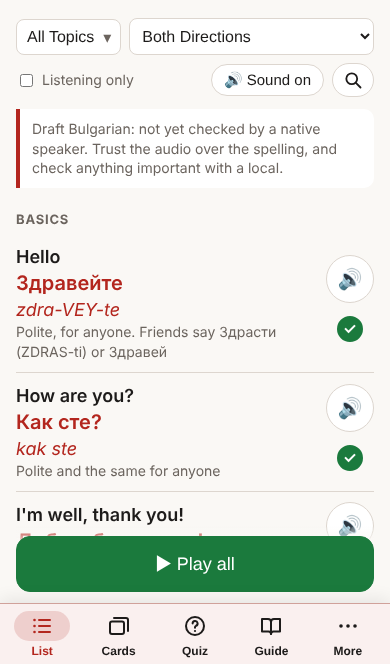 All Topics
Both Directions
Listening only
Sound on
Draft Bulgarian: not yet checked by a native
speaker. Trust the audio over the spelling, and
check anything important with a local.
BASICS
Hello
Здравейте
zdra-VEY-te
Polite, for anyone. Friends say Здрасти
(ZDRAS-ti) or Здравей
How are you?
Как сте?
kak ste
Polite and the same for anyone
I'm well, thank you!
Play all
List
Cards
Quiz
Guide
More